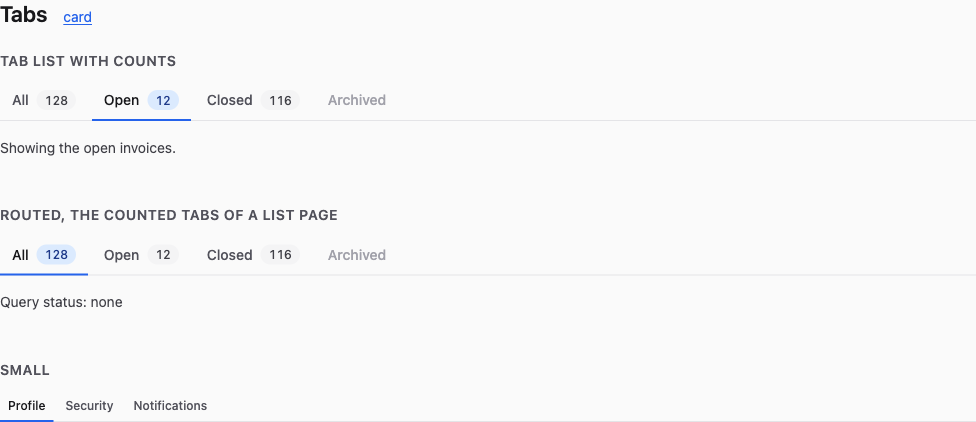 Tabs card
TAB LIST WITH COUNTS
All 128 Open 12 Closed 116 Archived
Showing the open invoices.
ROUTED, THE COUNTED TABS OF A LIST PAGE
All 128 Open 12 Closed 116 Archived
Query status: none
SMALL
Profile Security Notifications